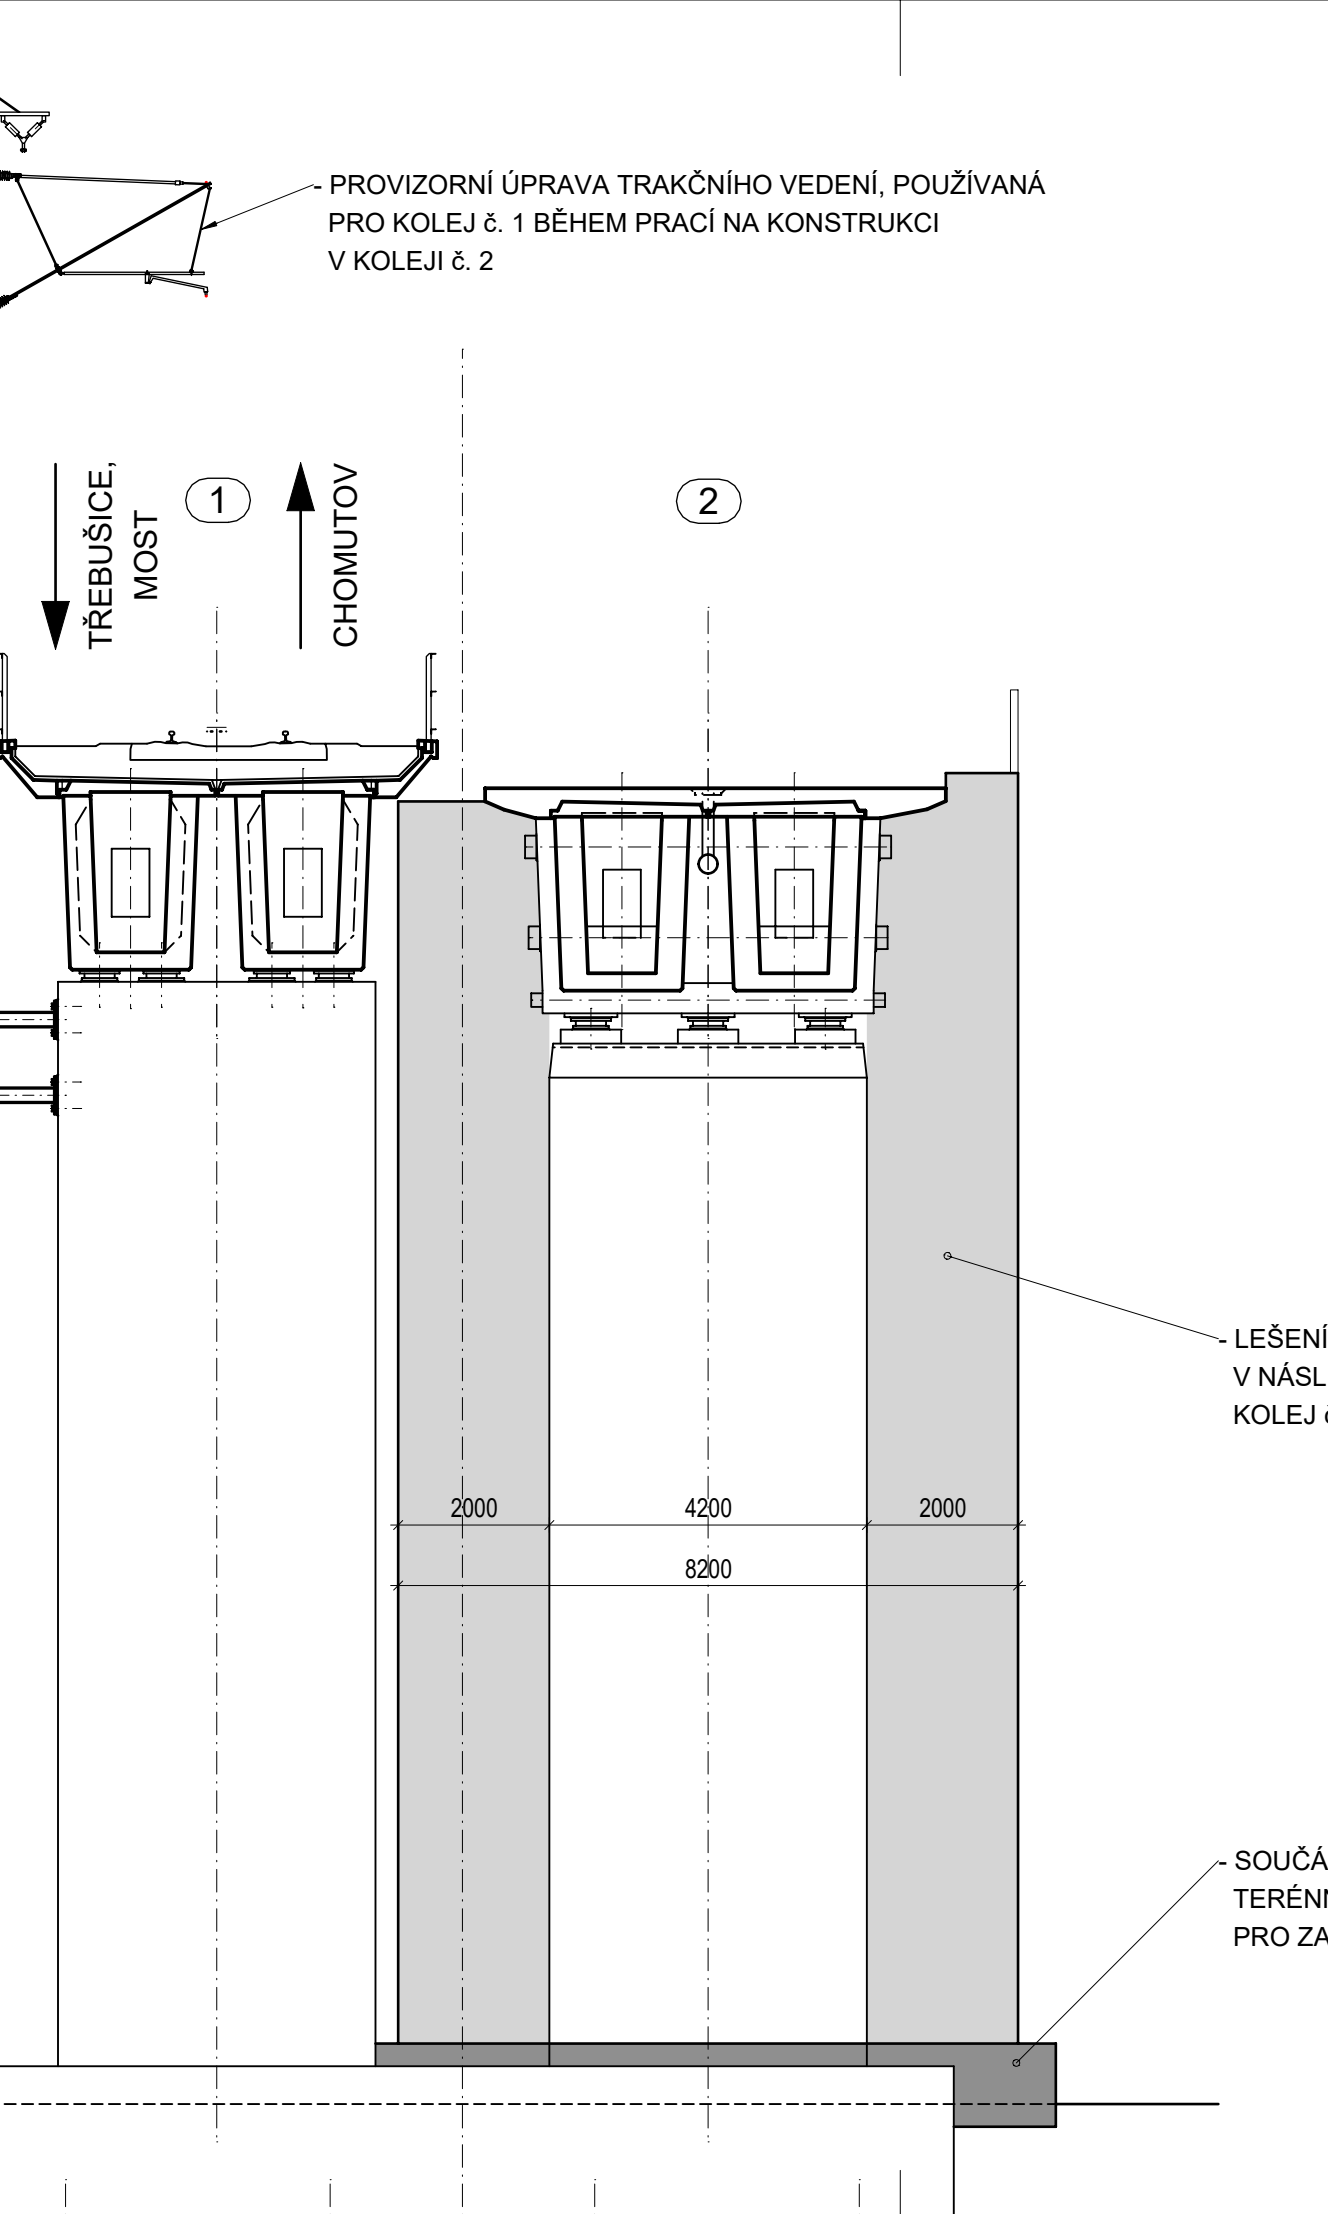 - PROVIZORNÍ ÚPRAVA TRAKČNÍHO VEDENÍ, POUŽÍVANÁ
PRO KOLEJ č. 1 BĚHEM PRACÍ NA KONSTRUKCI
V KOLEJI č. 2
TŘEBUŠICE,
MOST
1
CHOMUTOV
2
- LEŠENÍ
V NÁSL
KOLEJ č
2000
4200
2000
8200
- SOUČÁ
TERÉNN
PRO ZA